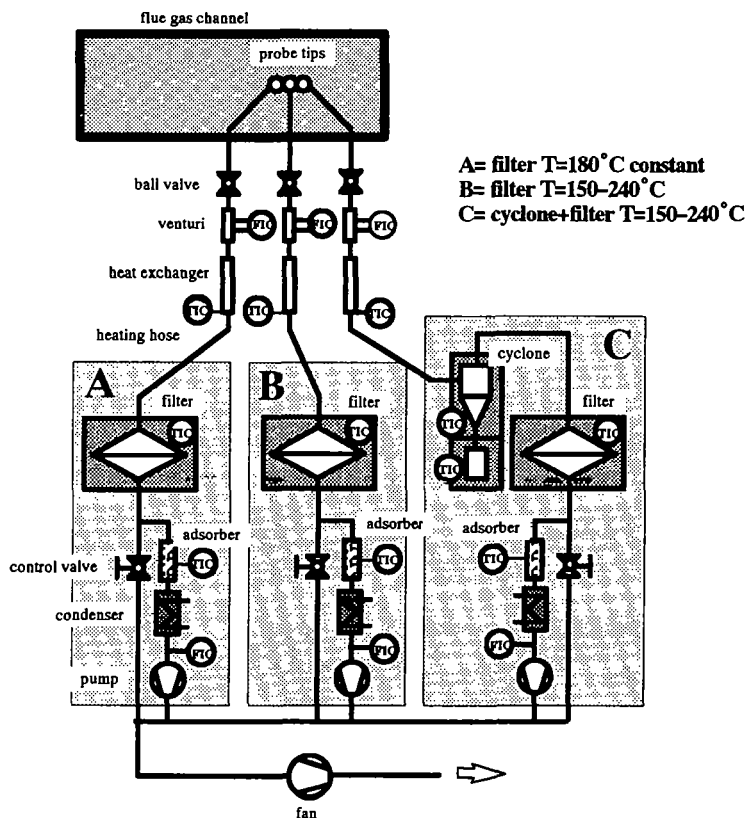 flue gas channel
probe tips
A= filter T=180°C constant
B= filter T=150–240°C
C= cyclone+filter T=150–240°C
ball valve
venturi
FIC
FIC
FIC
heat exchanger
TIC
TIC
TIC
heating hose
A
B
C
cyclone
filter
filter
filter
TIC
TIC
TIC
TIC
TIC
adsorber
adsorber
adsorber
control valve
TIC
TIC
TIC
condenser
FIC
FIC
FIC
pump
fan